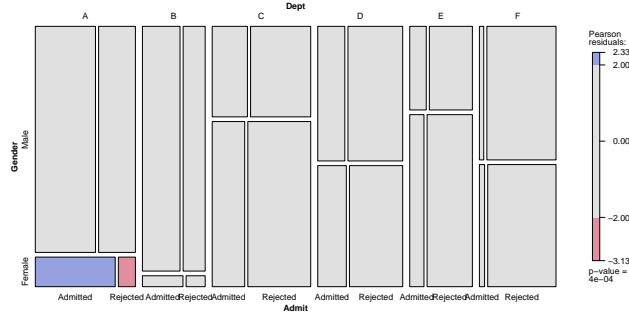 Dept
A B C D E F
Pearson
residuals:
2.33
2.00
0.00
−2.00
−3.13
p−value =
4e−04
Gender
Male
Female
Admitted Rejected Admitted Rejected Admitted Rejected Admitted Rejected Admitted Rejected Admitted Rejected
Admit